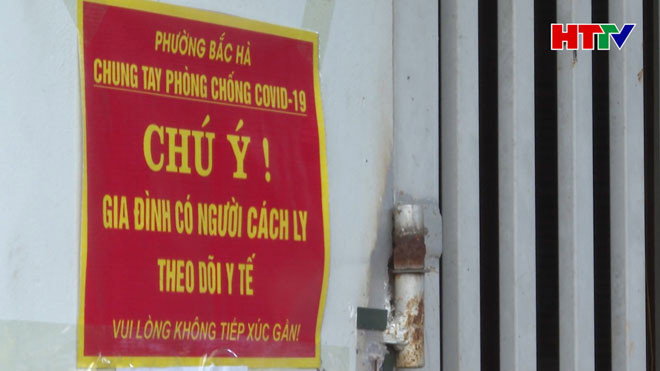 HTTV
PHƯỜNG BẮC HÀ
CHUNG TAY PHÒNG CHỐNG COVID-19
CHÚ Ý !
GIA ĐÌNH CÓ NGƯỜI CÁCH LY
THEO DÕI Y TẾ
VUI LÒNG KHÔNG TIẾP XÚC GẦN!